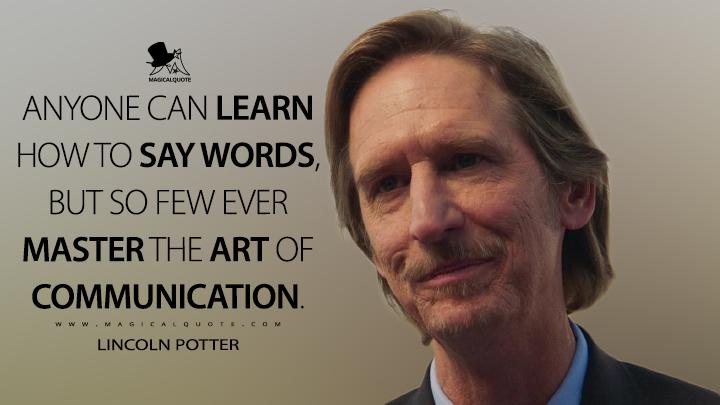 MAGICALQUOTE
ANYONE CAN LEARN
HOW TO SAY WORDS,
BUT SO FEW EVER
MASTER THE ART OF
COMMUNICATION.
WWW.MAGICALQUOTE.COM
LINCOLN POTTER